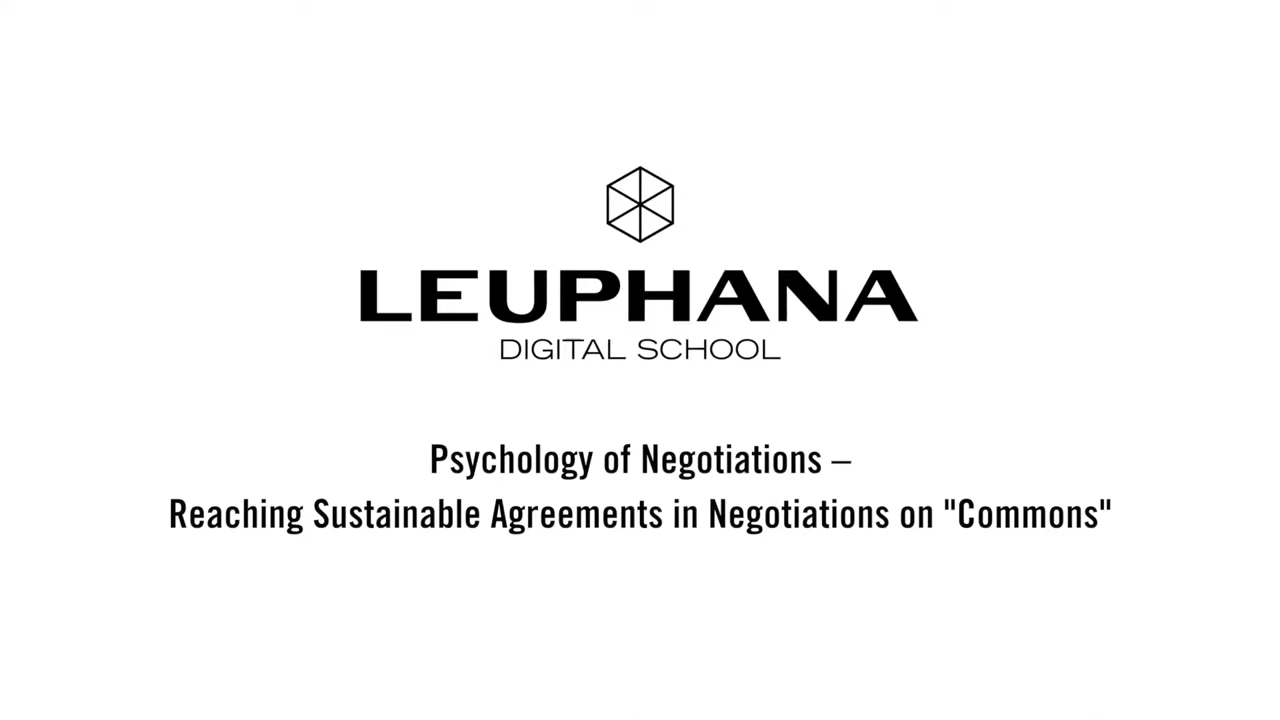 LEUPHANA
DIGITAL SCHOOL
Psychology of Negotiations –
Reaching Sustainable Agreements in Negotiations on "Commons"